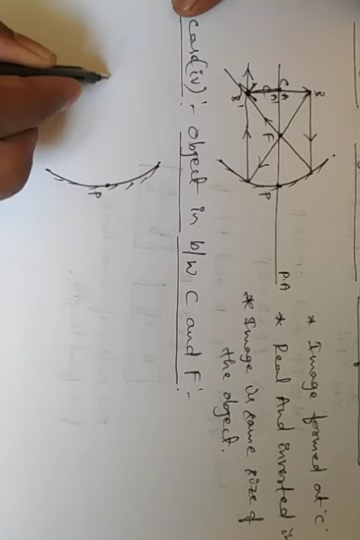 C
A
A'
B
B'
F
P
P.A
* Image formed at 'C'
* Real And inverted i
* Image is same size of
the object.
case(iv):- object in b/w C and F:-
P